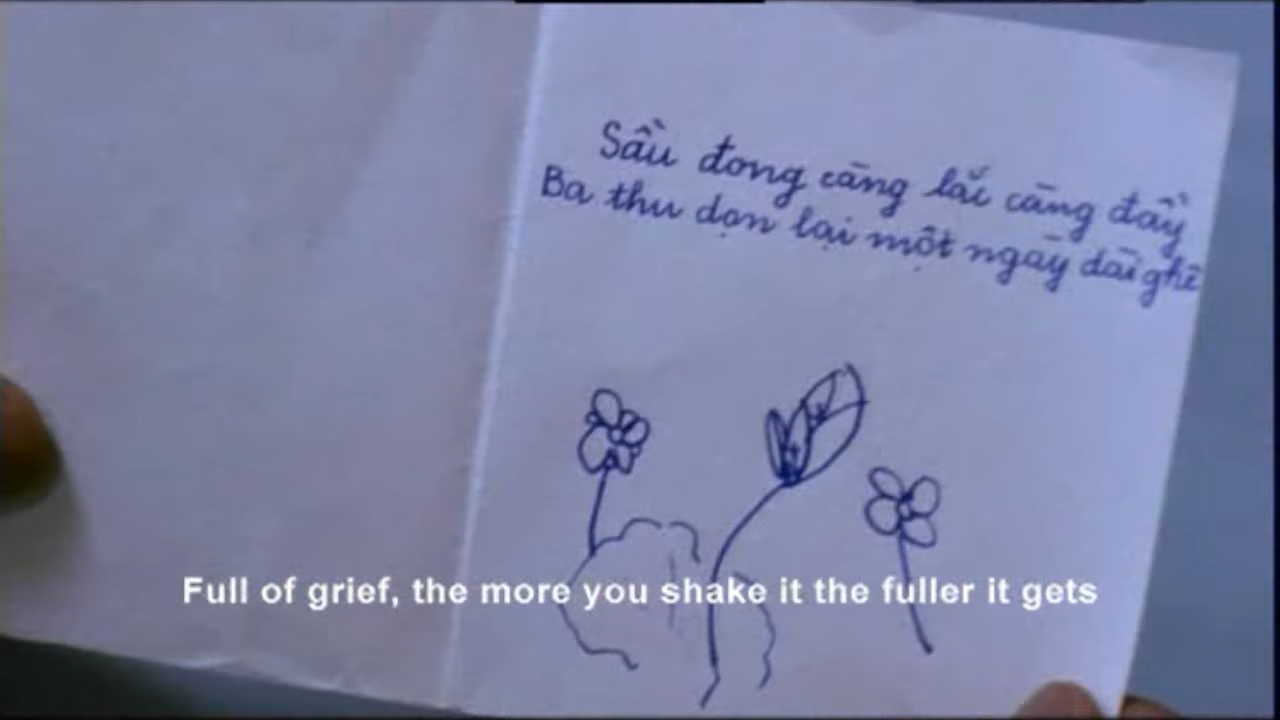 Sầu đong càng lắc càng đầy
Ba thu dọn lại một ngày dài ghê
Full of grief, the more you shake it the fuller it gets